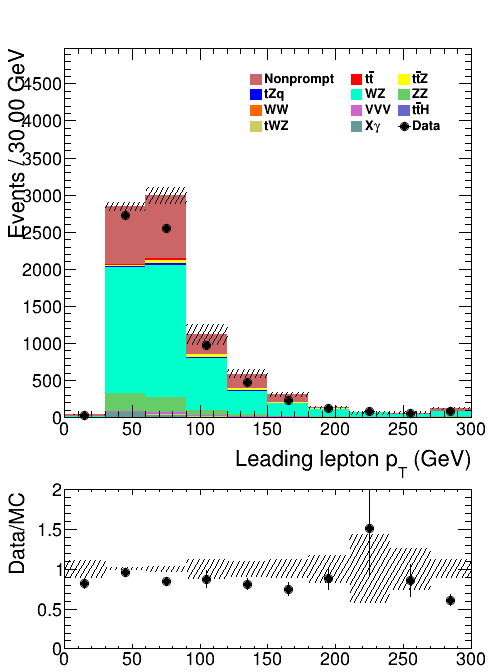 Events / 30.00 GeV
4500
4000
3500
3000
2500
2000
1500
1000
500
0
Nonprompt tt̄ tt̄Z
tZq WZ ZZ
WW VVV tt̄H
tWZ Xγ Data
0 50 100 150 200 250 300
Leading lepton p_T (GeV)
Data/MC
2
1.5
1
0.5
0
0 50 100 150 200 250 300